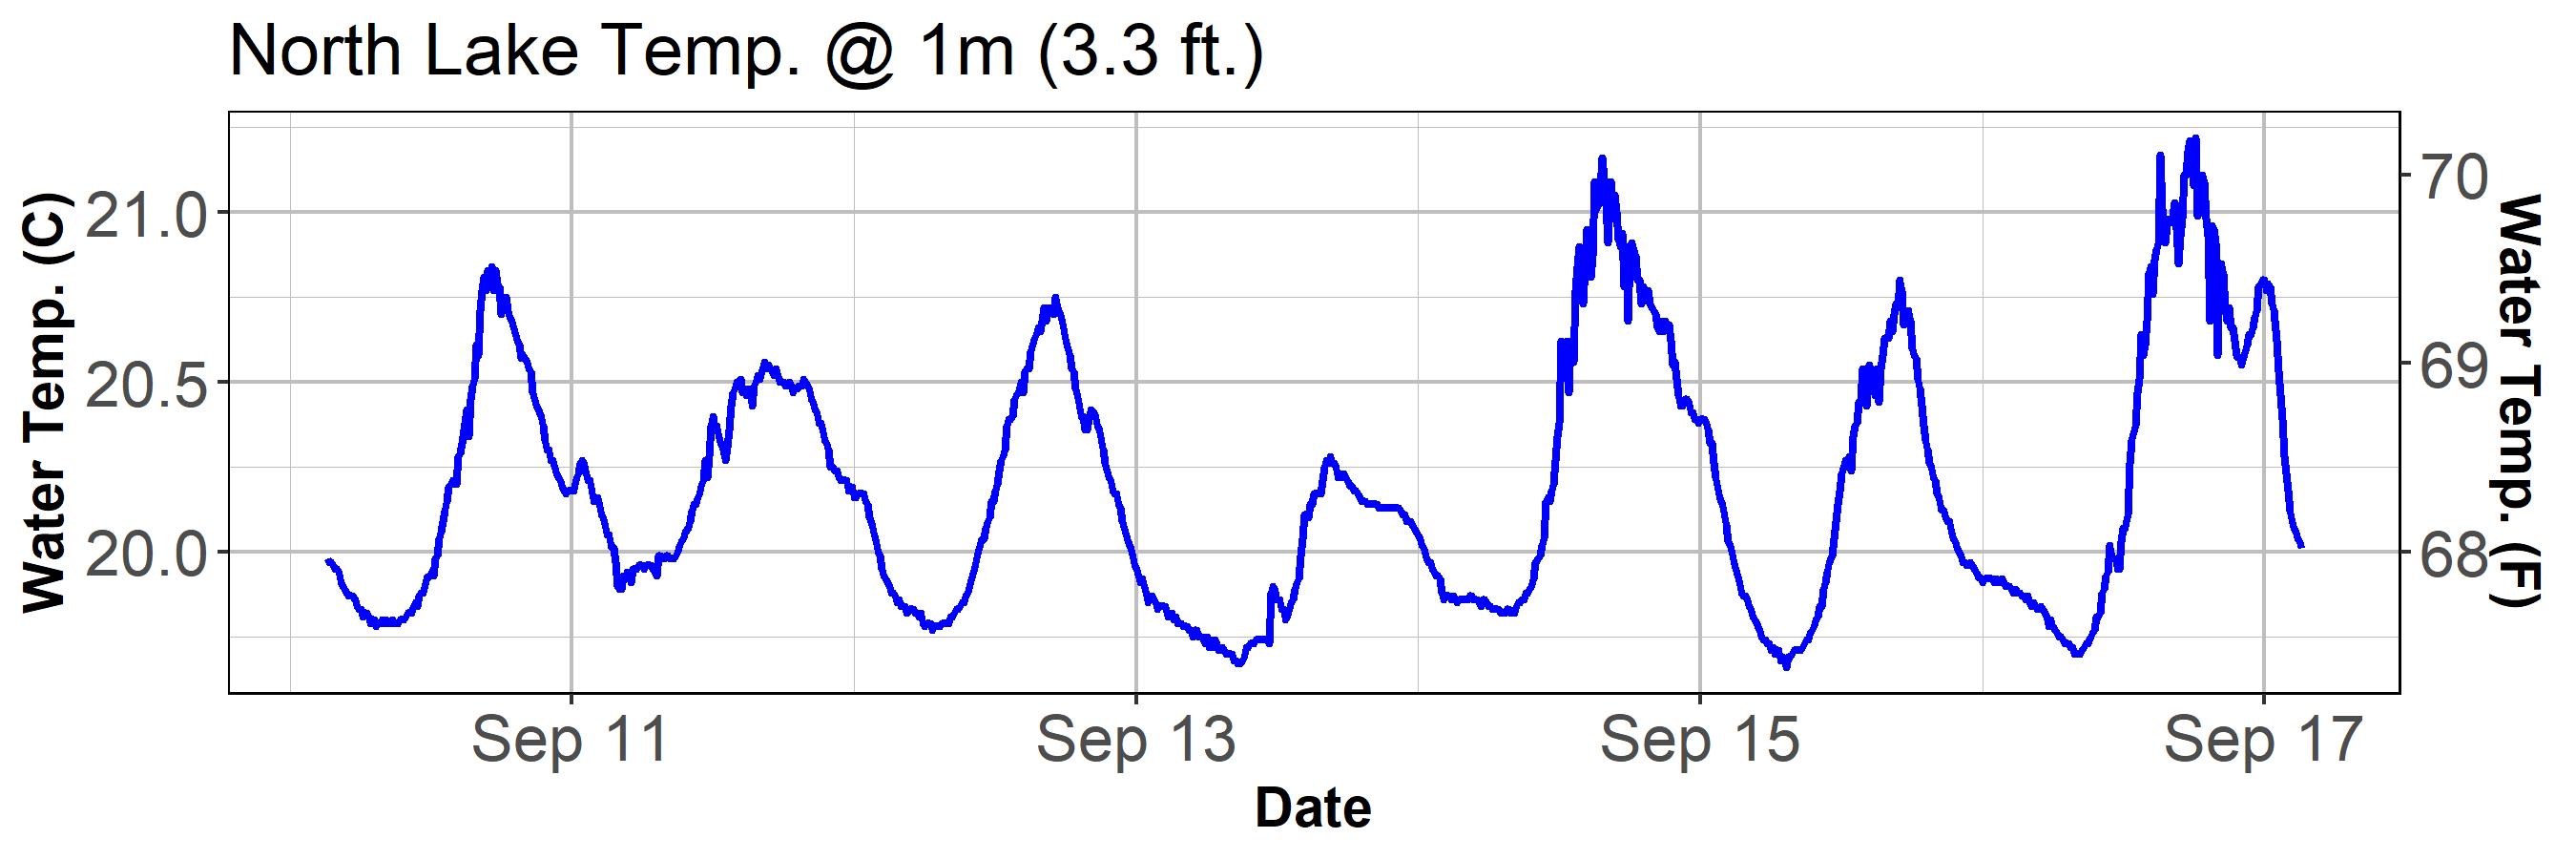 North Lake Temp. @ 1m (3.3 ft.)
Water Temp. (C)
21.0
20.5
20.0
70
69
68
Water Temp. (F)
Sep 11 Sep 13 Sep 15 Sep 17
Date